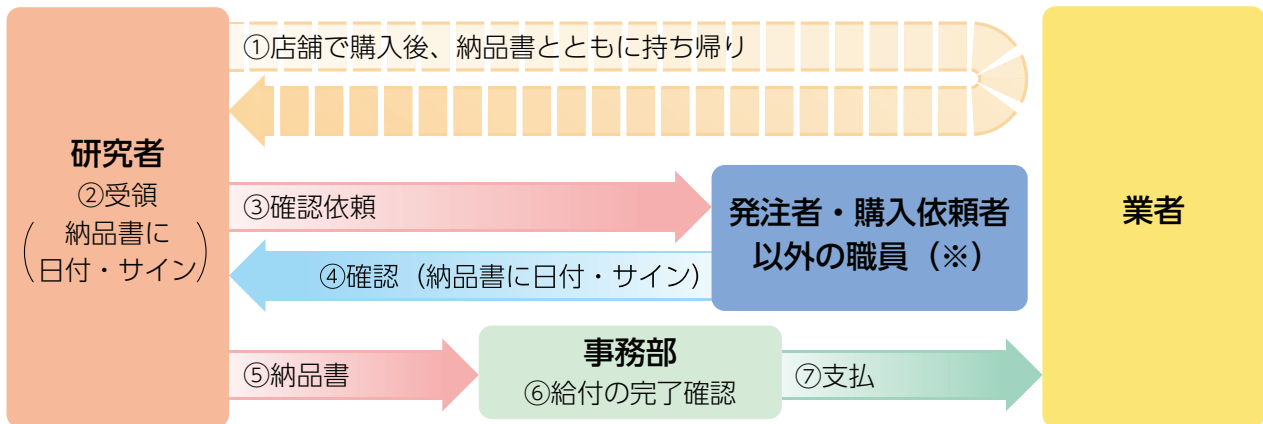 ①店舗で購入後、納品書とともに持ち帰り
研究者
②受領
(納品書に
日付・サイン)
③確認依頼
④確認（納品書に日付・サイン）
発注者・購入依頼者
以外の職員（※）
業者
⑤納品書
事務部
⑥給付の完了確認
⑦支払